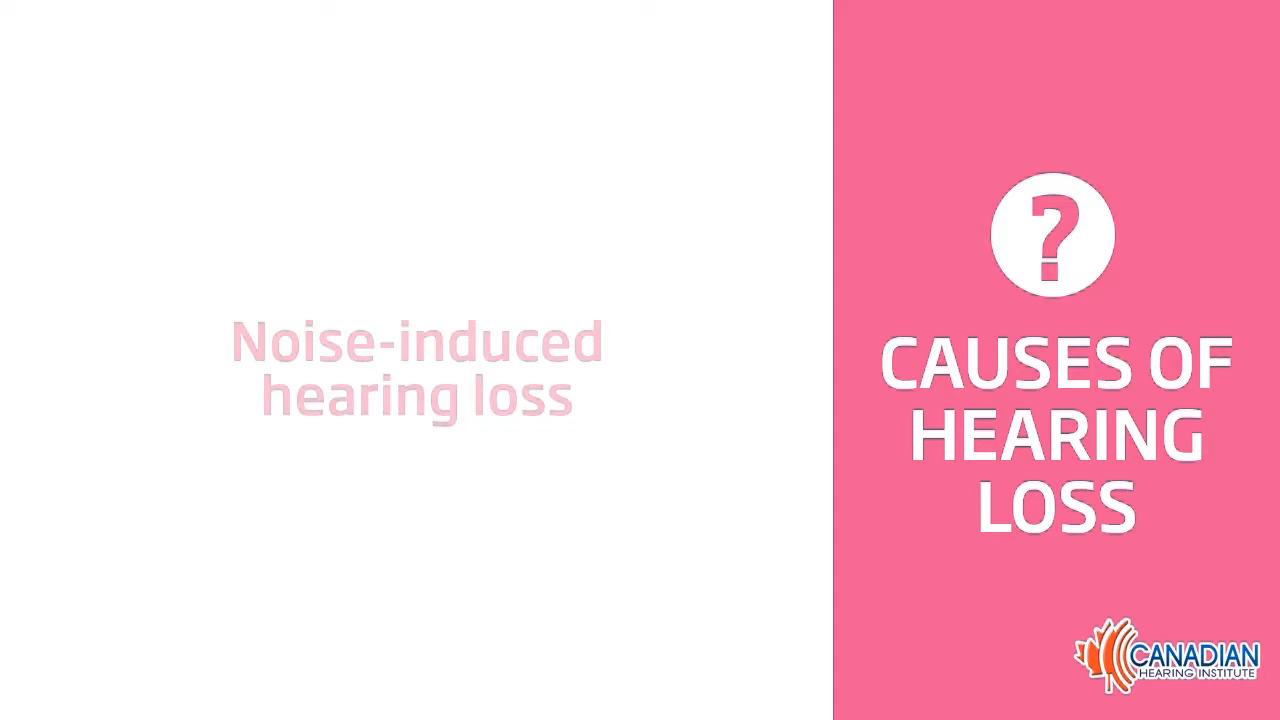 Noise-induced
hearing loss
?
CAUSES OF
HEARING
LOSS
CANADIAN
HEARING INSTITUTE